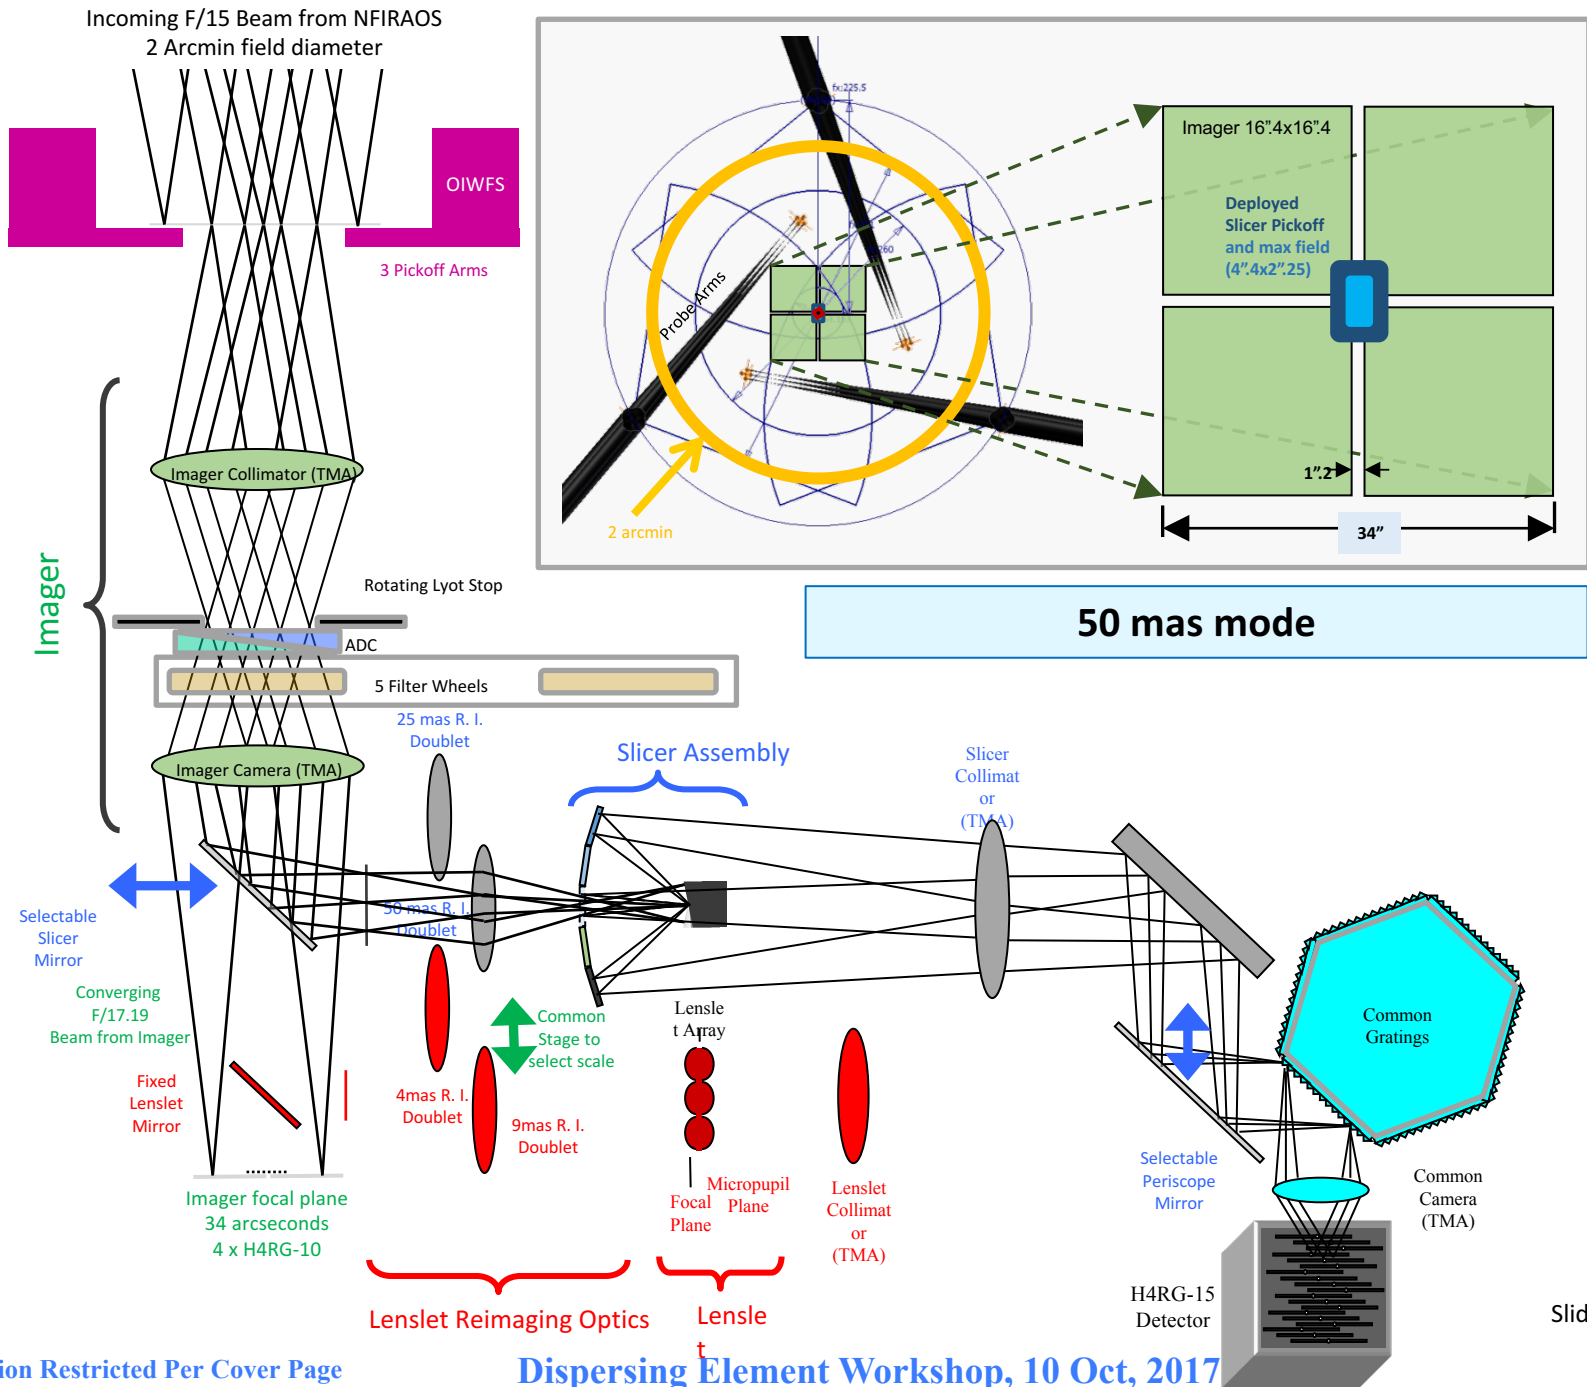 Incoming F/15 Beam from NFIRAOS
2 Arcmin field diameter
OIWFS
3 Pickoff Arms
Imager Collimator (TMA)
Imager
Rotating Lyot Stop
ADC
5 Filter Wheels
Imager Camera (TMA)
fx:225.5
260
Probe Arms
2 arcmin
Imager 16”.4x16”.4
Deployed
Slicer Pickoff
and max field
(4”.4x2”.25)
1”.2
34”
50 mas mode
25 mas R. I.
Doublet
Slicer Assembly
Slicer
Collimat
or
(TMA)
50 mas R. I.
Doublet
Selectable
Slicer
Mirror
Converging
F/17.19
Beam from Imager
Fixed
Lenslet
Mirror
Common
Stage to
select scale
4mas R. I.
Doublet
9mas R. I.
Doublet
Lensle
t Array
Focal
Plane
Micropupil
Plane
Lenslet
Collimat
or
(TMA)
Common
Gratings
Selectable
Periscope
Mirror
Common
Camera
(TMA)
Imager focal plane
34 arcseconds
4 x H4RG-10
H4RG-15
Detector
Lenslet Reimaging Optics
Lensle
t
Slid
ion Restricted Per Cover Page
Dispersing Element Workshop, 10 Oct, 2017